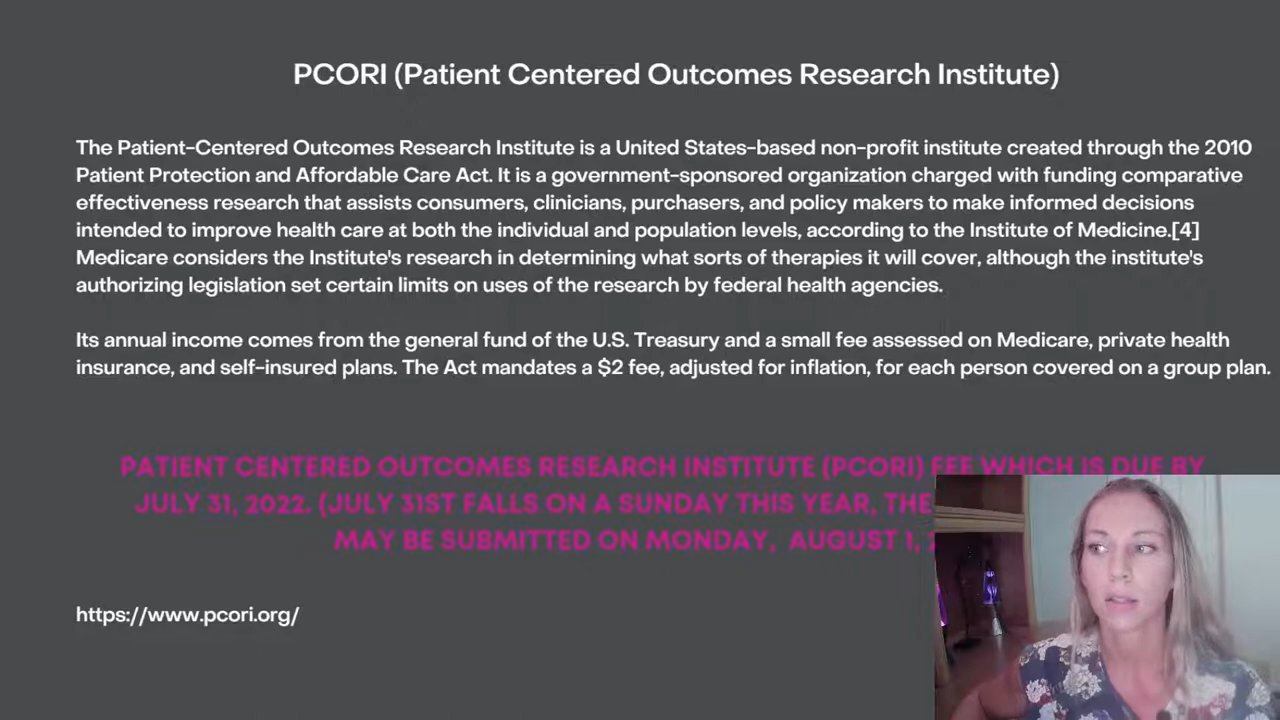 PCORI (Patient Centered Outcomes Research Institute)
The Patient-Centered Outcomes Research Institute is a United States-based non-profit institute created through the 2010
Patient Protection and Affordable Care Act. It is a government-sponsored organization charged with funding comparative
effectiveness research that assists consumers, clinicians, purchasers, and policy makers to make informed decisions
intended to improve health care at both the individual and population levels, according to the Institute of Medicine.[4]
Medicare considers the Institute's research in determining what sorts of therapies it will cover, although the institute's
authorizing legislation set certain limits on uses of the research by federal health agencies.
Its annual income comes from the general fund of the U.S. Treasury and a small fee assessed on Medicare, private health
insurance, and self-insured plans. The Act mandates a $2 fee, adjusted for inflation, for each person covered on a group plan.
PATIENT CENTERED OUTCOMES RESEARCH INSTITUTE (PCORI) FEE WHICH IS DUE BY
JULY 31, 2022. (JULY 31ST FALLS ON A SUNDAY THIS YEAR, THE
MAY BE SUBMITTED ON MONDAY, AUGUST 1,
https://www.pcori.org/